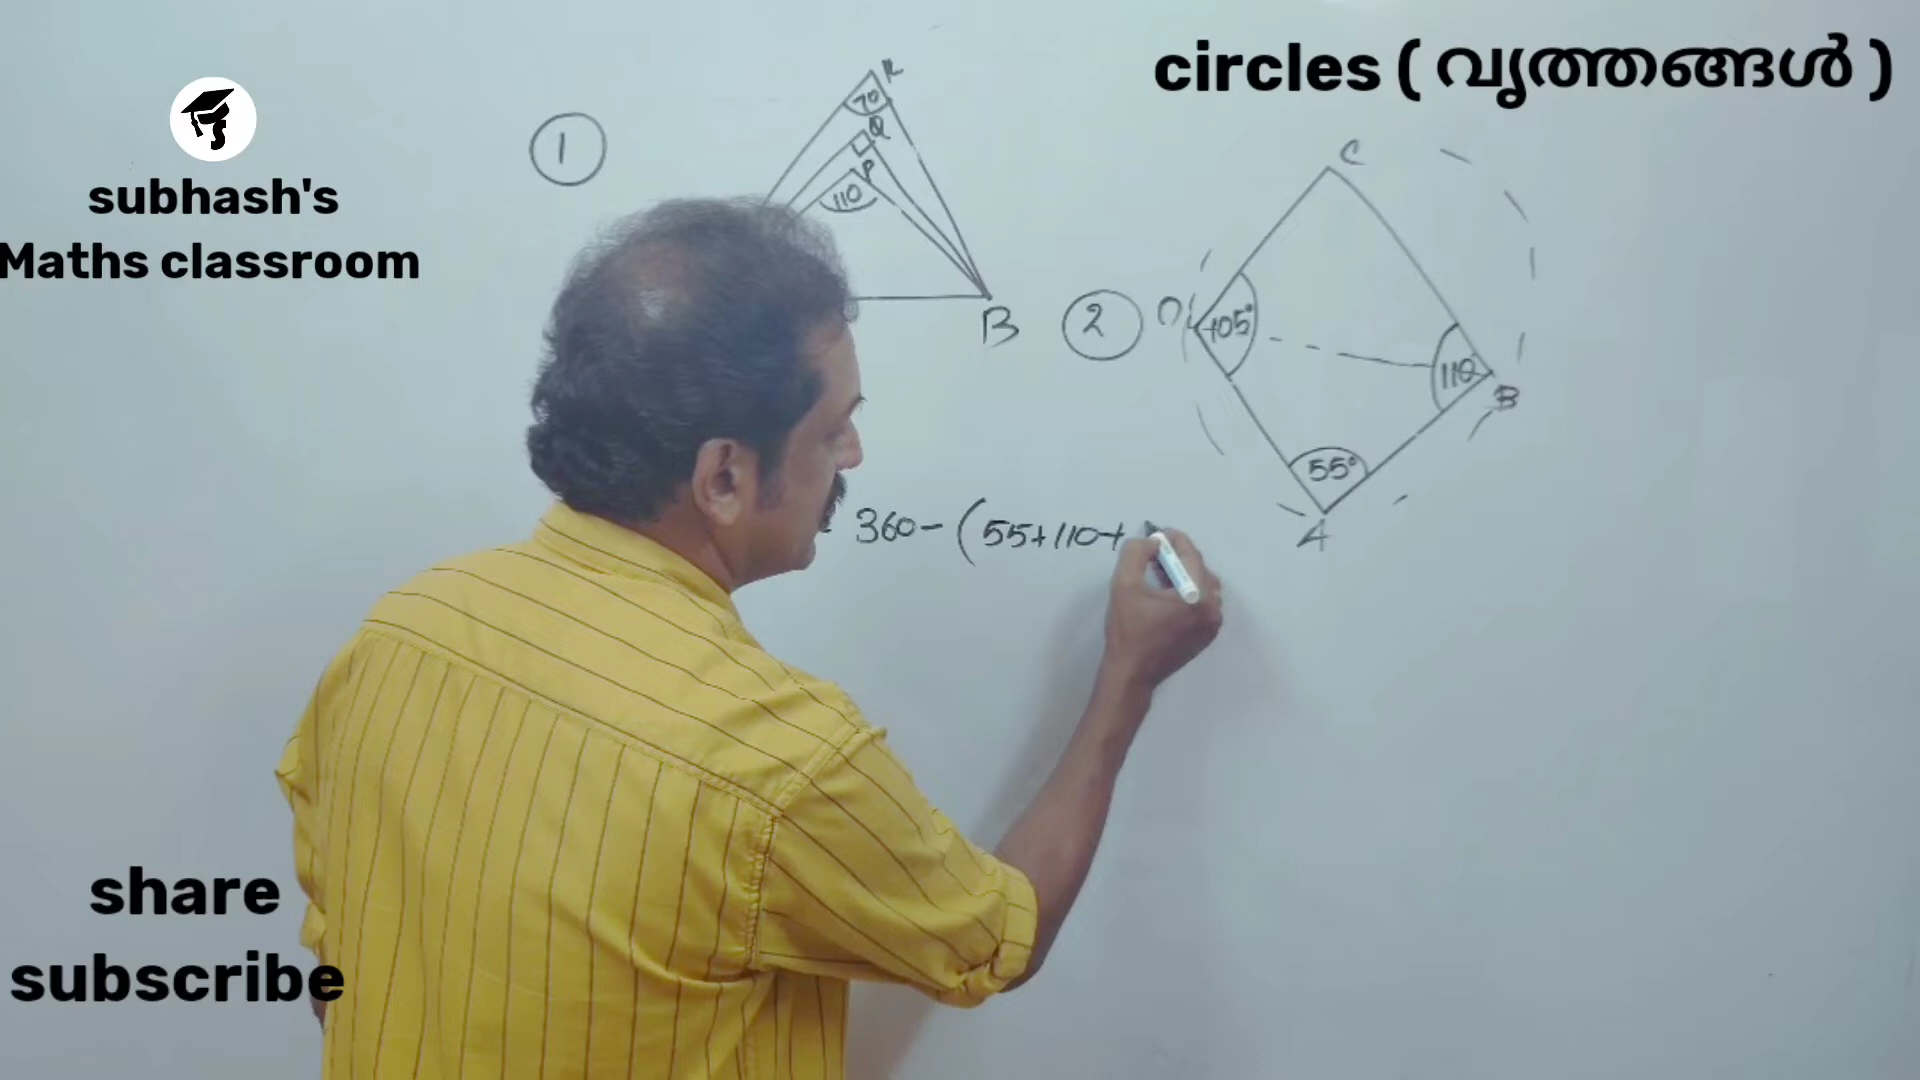 circles ( വൃത്തങ്ങൾ )
subhash's
Maths classroom
1
R
70
Q
P
110
B
2
C
105°
110
B
55°
A
360 - ( 55 + 110 +
share
subscribe